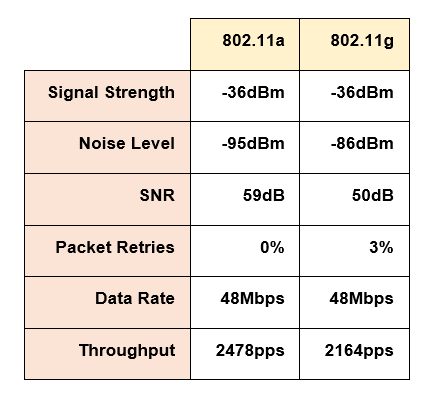 802.11a 802.11g
Signal Strength -36dBm -36dBm
Noise Level -95dBm -86dBm
SNR 59dB 50dB
Packet Retries 0% 3%
Data Rate 48Mbps 48Mbps
Throughput 2478pps 2164pps